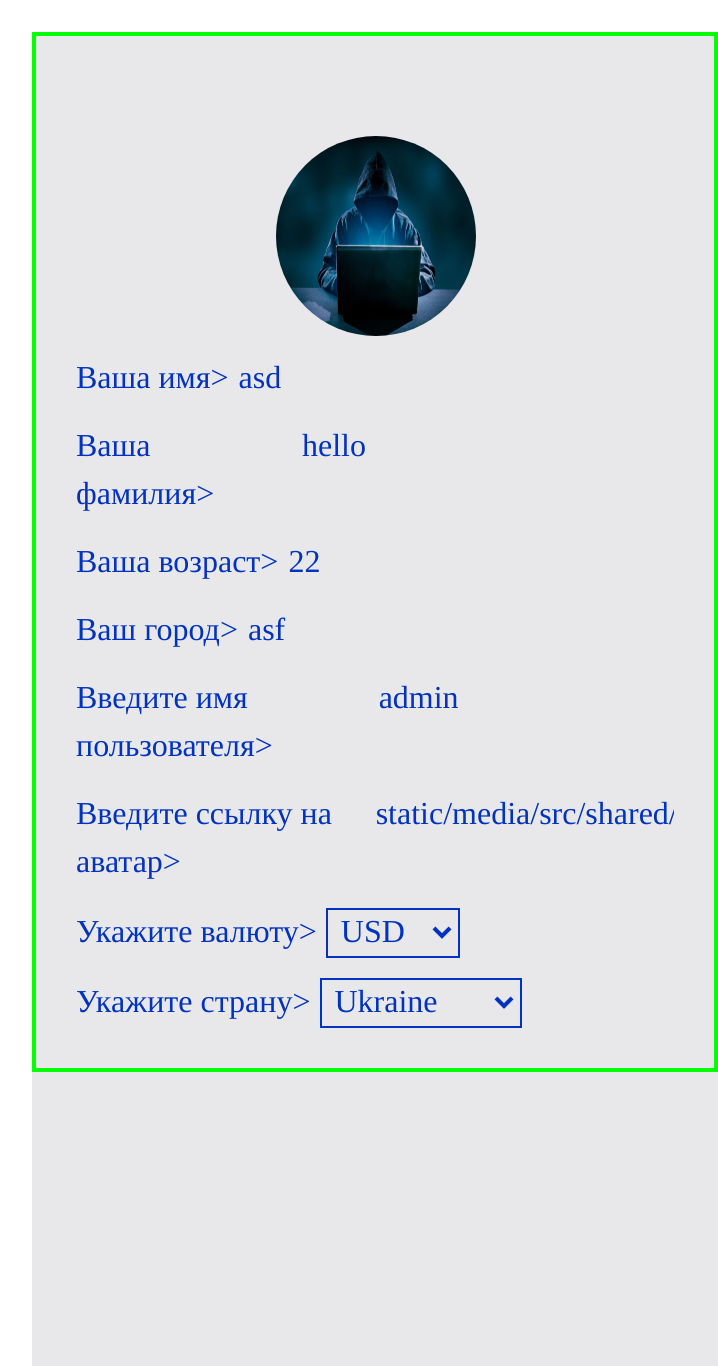 Ваша имя> asd
Ваша hello
фамилия>
Ваша возраст> 22
Ваш город> asf
Введите имя admin
пользователя>
Введите ссылку на static/media/src/shared/
аватар>
Укажите валюту> USD
Укажите страну> Ukraine